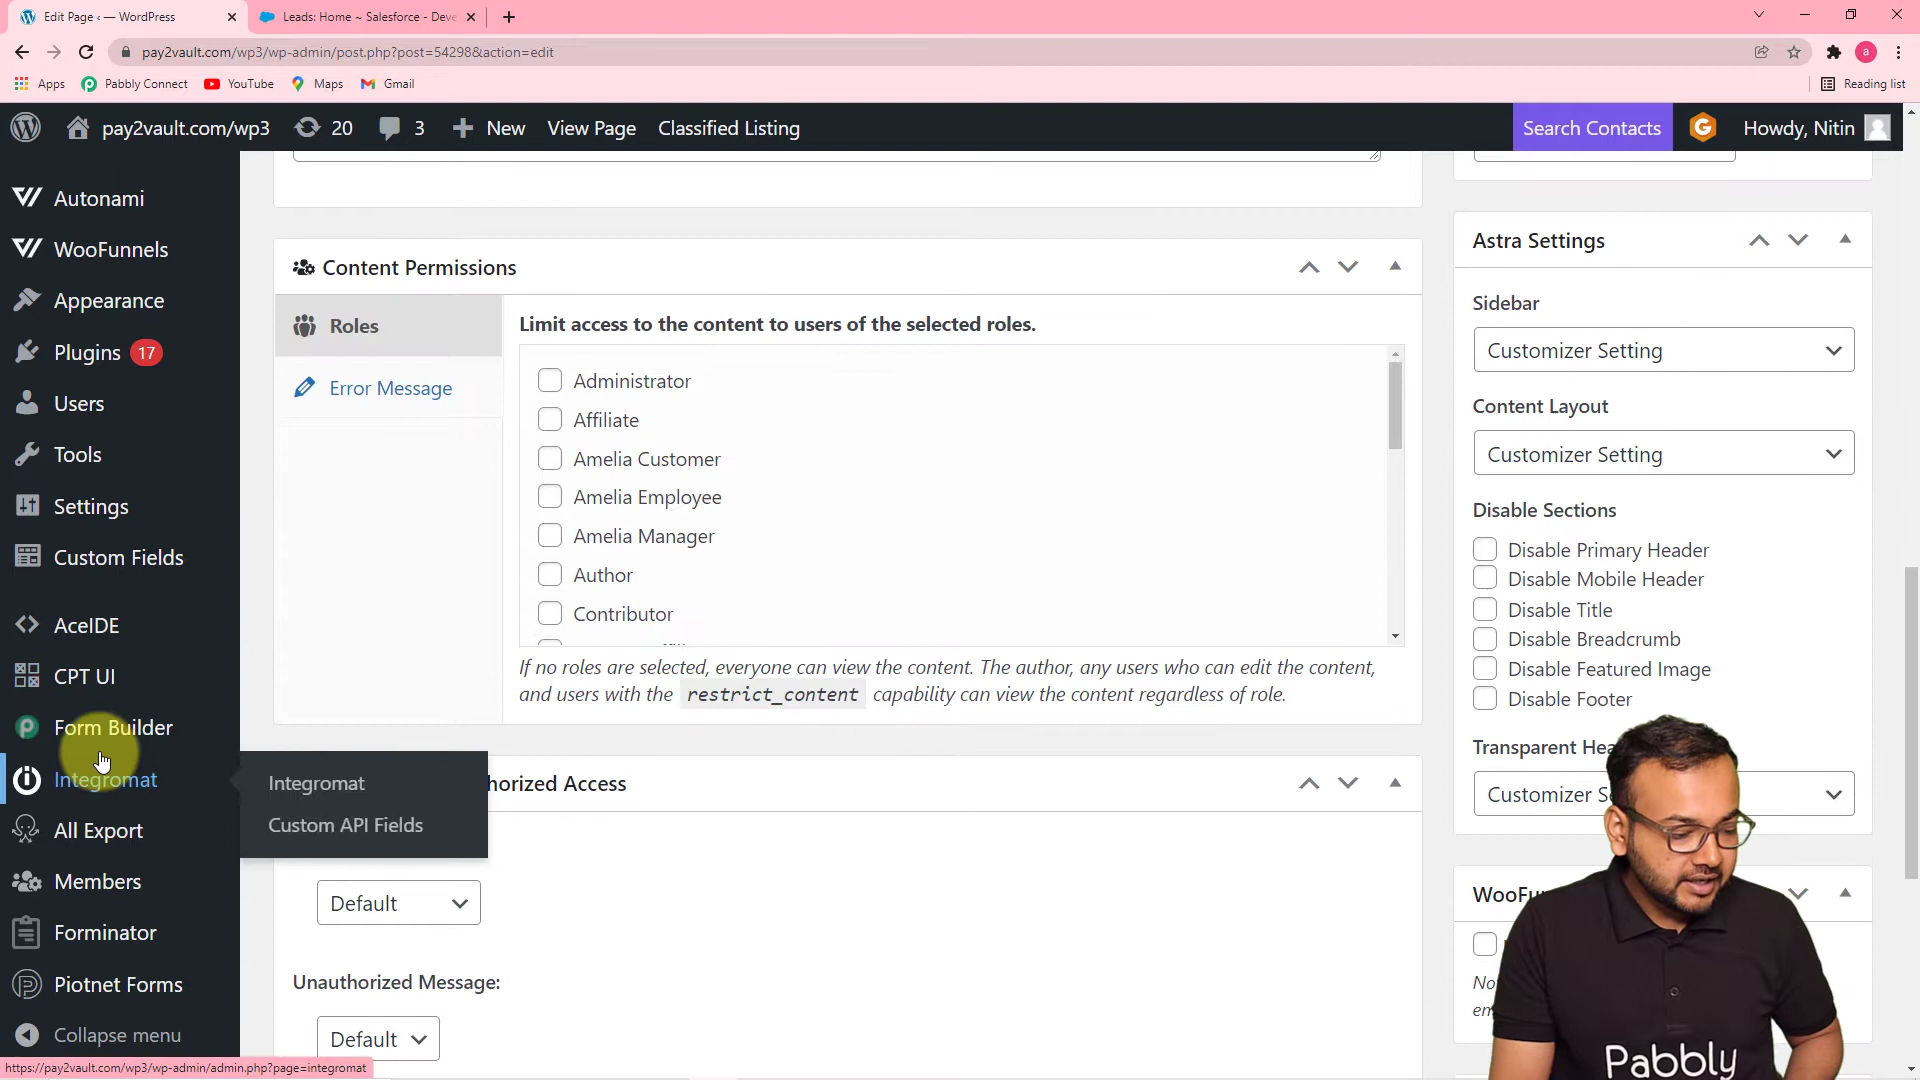 Edit Page ‹ — WordPress
Leads: Home ~ Salesforce - Deve
pay2vault.com/wp3/wp-admin/post.php?post=54298&action=edit
Apps
Pabbly Connect
YouTube
Maps
Gmail
Reading list
pay2vault.com/wp3
20
3
New
View Page
Classified Listing
Search Contacts
Howdy, Nitin
Autonami
WooFunnels
Appearance
Plugins 17
Users
Tools
Settings
Custom Fields
AceIDE
CPT UI
Form Builder
Integromat
All Export
Members
Forminator
Piotnet Forms
Collapse menu
Integromat
Custom API Fields
https://pay2vault.com/wp3/wp-admin/admin.php?page=integromat
Content Permissions
Roles
Error Message
Limit access to the content to users of the selected roles.
Administrator
Affiliate
Amelia Customer
Amelia Employee
Amelia Manager
Author
Contributor
If no roles are selected, everyone can view the content. The author, any users who can edit the content,
and users with the restrict_content capability can view the content regardless of role.
horized Access
Default
Unauthorized Message:
Default
Astra Settings
Sidebar
Customizer Setting
Content Layout
Customizer Setting
Disable Sections
Disable Primary Header
Disable Mobile Header
Disable Title
Disable Breadcrumb
Disable Featured Image
Disable Footer
Transparent Hea
Customizer S
WooFu
No
em
Pabbly